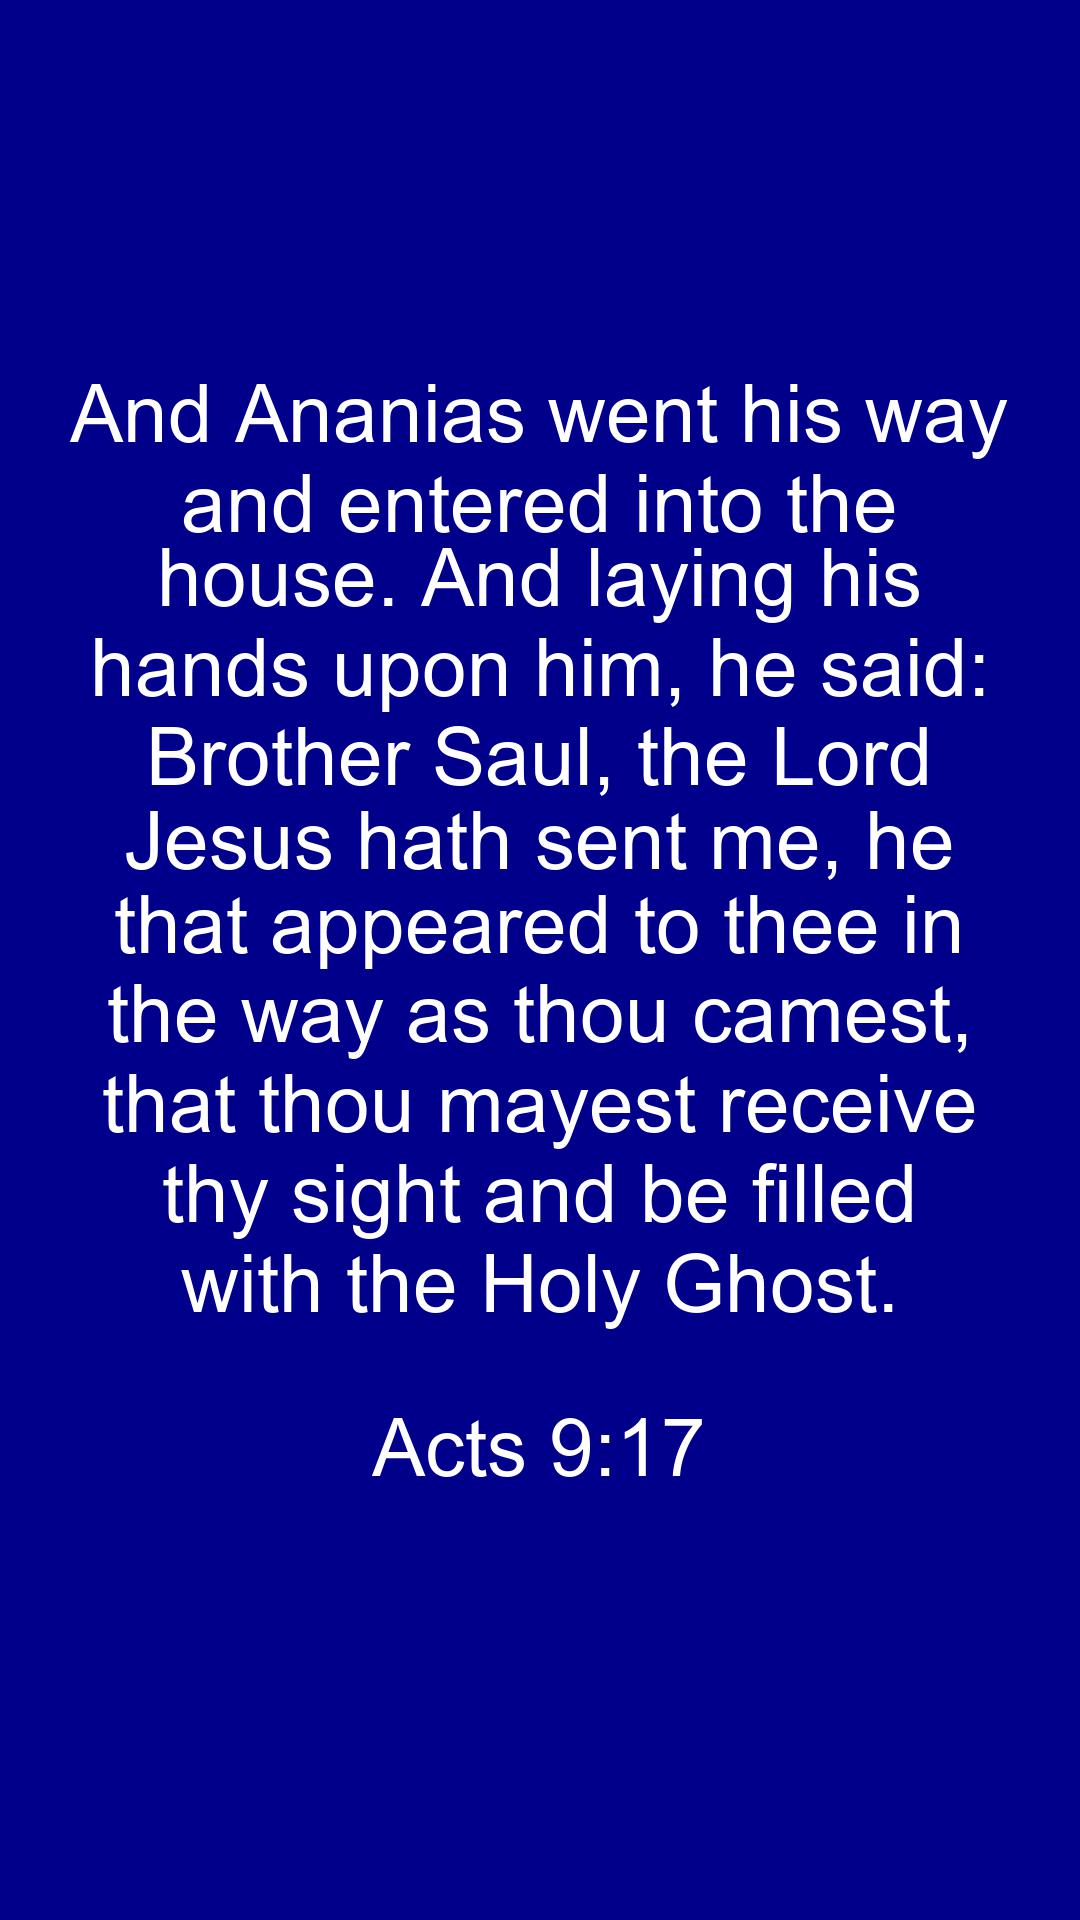 And Ananias went his way
and entered into the
house. And laying his
hands upon him, he said:
Brother Saul, the Lord
Jesus hath sent me, he
that appeared to thee in
the way as thou camest,
that thou mayest receive
thy sight and be filled
with the Holy Ghost.
Acts 9:17